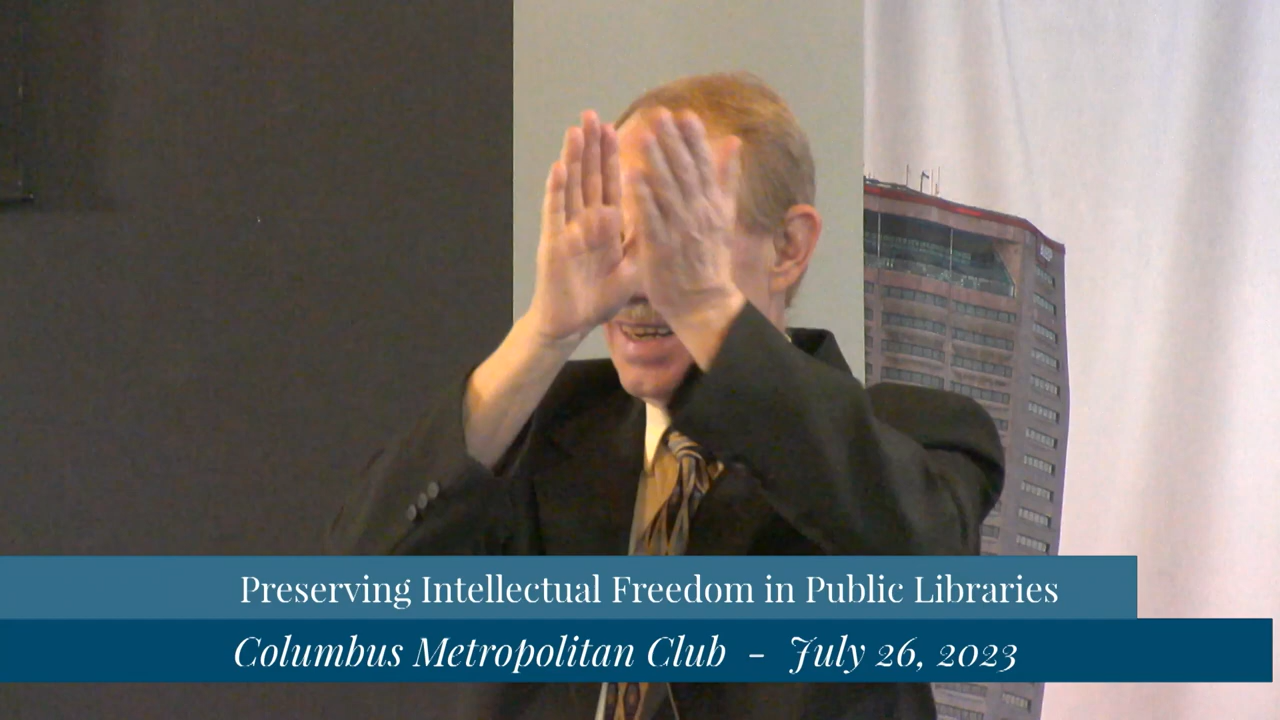 Preserving Intellectual Freedom in Public Libraries
Columbus Metropolitan Club - July 26, 2023